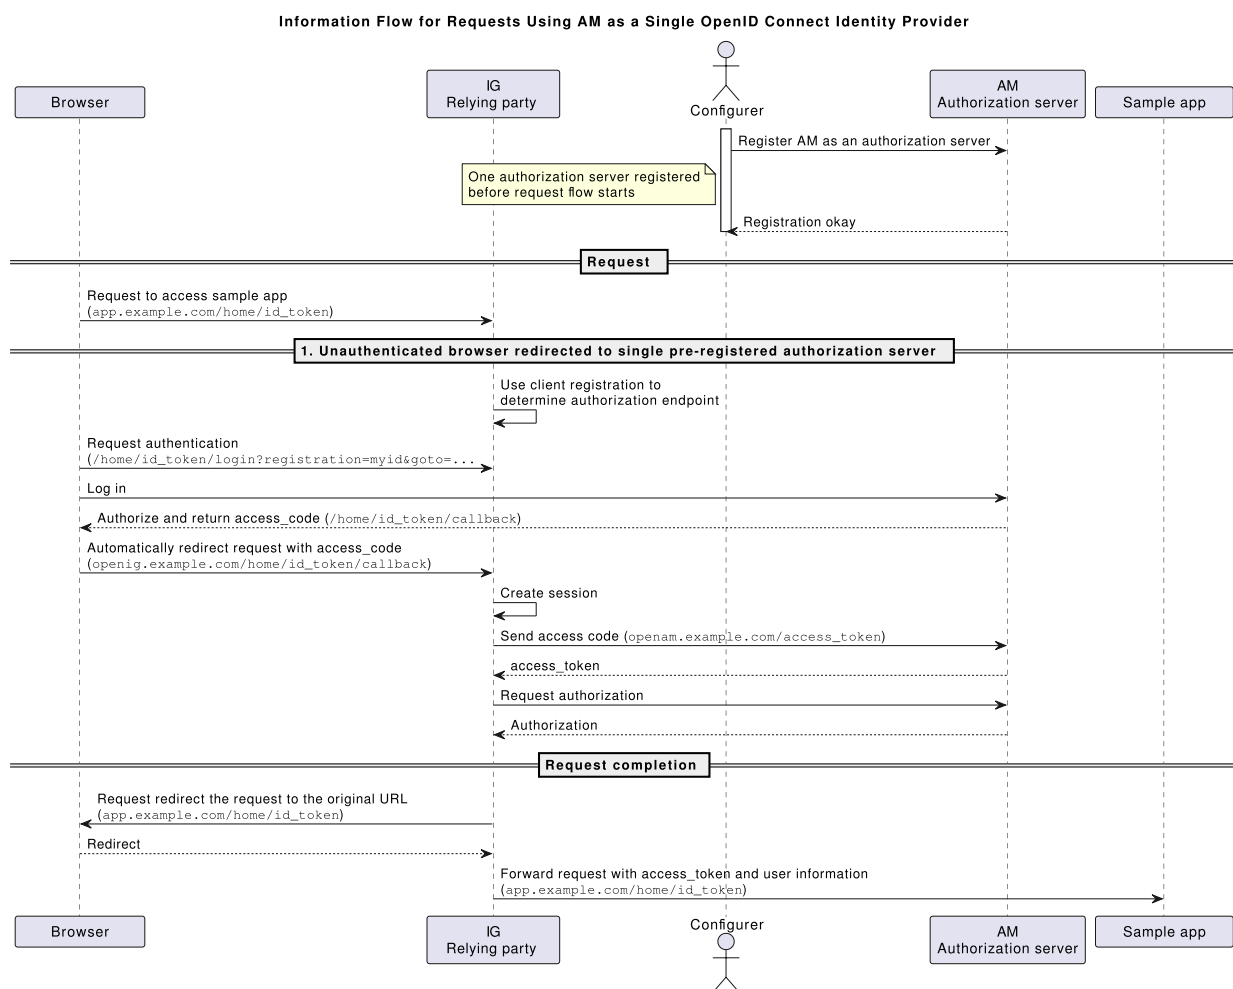 Information Flow for Requests Using AM as a Single OpenID Connect Identity Provider
Browser
IG
Relying party
Configurer
AM
Authorization server
Sample app
Register AM as an authorization server
One authorization server registered
before request flow starts
Registration okay
Request
Request to access sample app
(app.example.com/home/id_token)
1. Unauthenticated browser redirected to single pre-registered authorization server
Use client registration to
determine authorization endpoint
Request authentication
(/home/id_token/login?registration=myid&goto=...
Log in
Authorize and return access_code (/home/id_token/callback)
Automatically redirect request with access_code
(openig.example.com/home/id_token/callback)
Create session
Send access code (openam.example.com/access_token)
access_token
Request authorization
Authorization
Request completion
Request redirect the request to the original URL
(app.example.com/home/id_token)
Redirect
Forward request with access_token and user information
(app.example.com/home/id_token)
Browser
IG
Relying party
Configurer
AM
Authorization server
Sample app